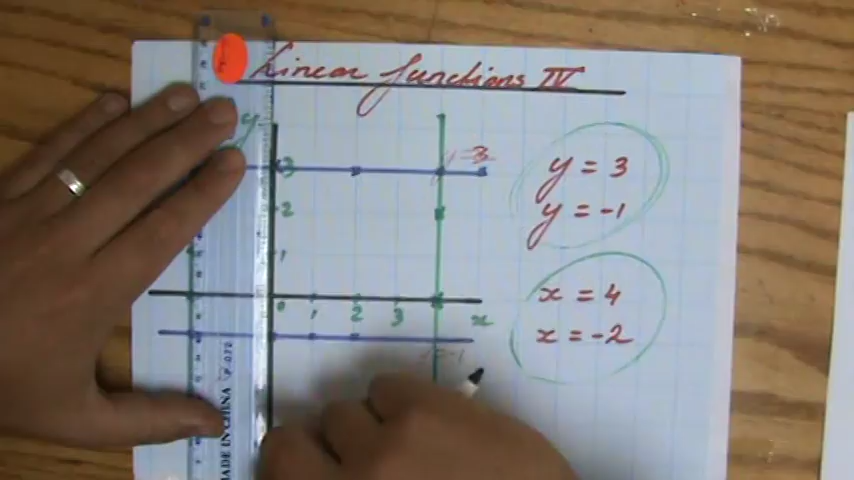 Linear functions IV
y
y=3
3
2
1
0 1 2 3 x
y = 3
y = -1
x = 4
x = -2
MADE IN CHINA